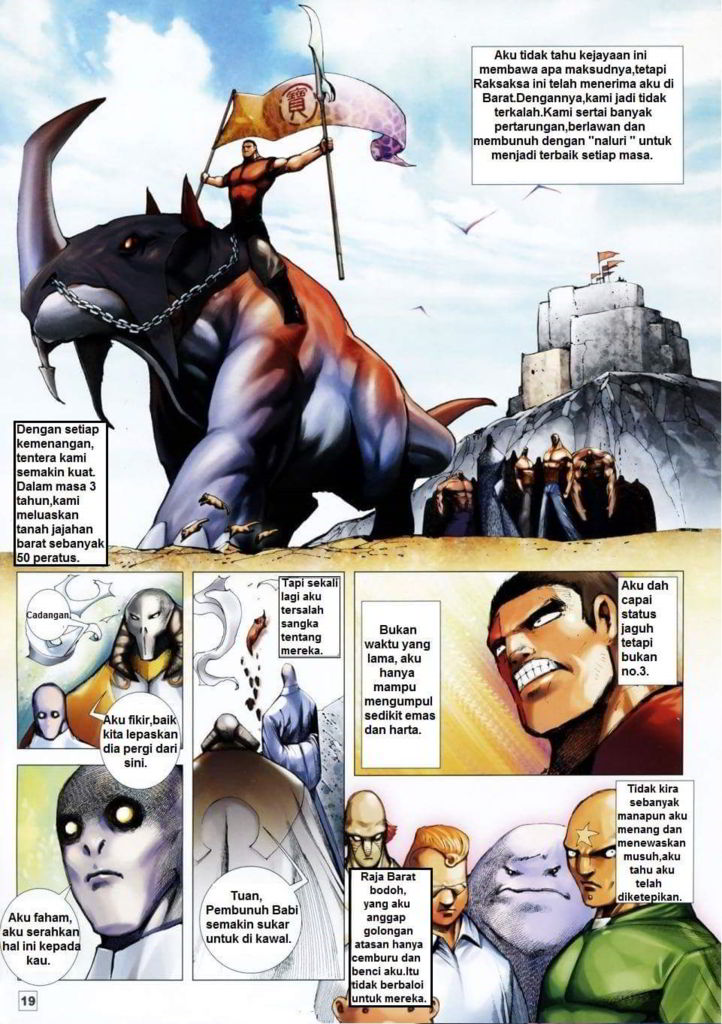 Aku tidak tahu kejayaan ini
membawa apa maksudnya,tetapi
Raksaksa ini telah menerima aku di
Barat.Dengannya,kami jadi tidak
terkalah.Kami sertai banyak
pertarungan,berlawan dan
membunuh dengan "naluri " untuk
menjadi terbaik setiap masa.
寶
Dengan setiap
kemenangan,
tentera kami
semakin kuat.
Dalam masa 3
tahun,kami
meluaskan
tanah jajahan
barat sebanyak
50 peratus.
Cadangan.
Aku fikir,baik
kita lepaskan
dia pergi dari
sini.
Aku faham,
aku serahkan
hal ini kepada
kau.
Tapi sekali
lagi aku
tersalah
sangka
tentang
mereka.
Tuan,
Pembunuh Babi
semakin sukar
untuk di kawal.
Bukan
waktu yang
lama, aku
hanya
mampu
mengumpul
sedikit emas
dan harta.
Aku dah
capai
status
jaguh
tetapi
bukan
no.3.
Raja Barat
bodoh,
yang aku
anggap
golongan
atasan hanya
cemburu dan
benci aku.Itu
tidak berbaloi
untuk mereka.
Tidak kira
sebanyak
manapun aku
menang dan
menewaskan
musuh,aku
tahu aku
telah
diketepikan.
19